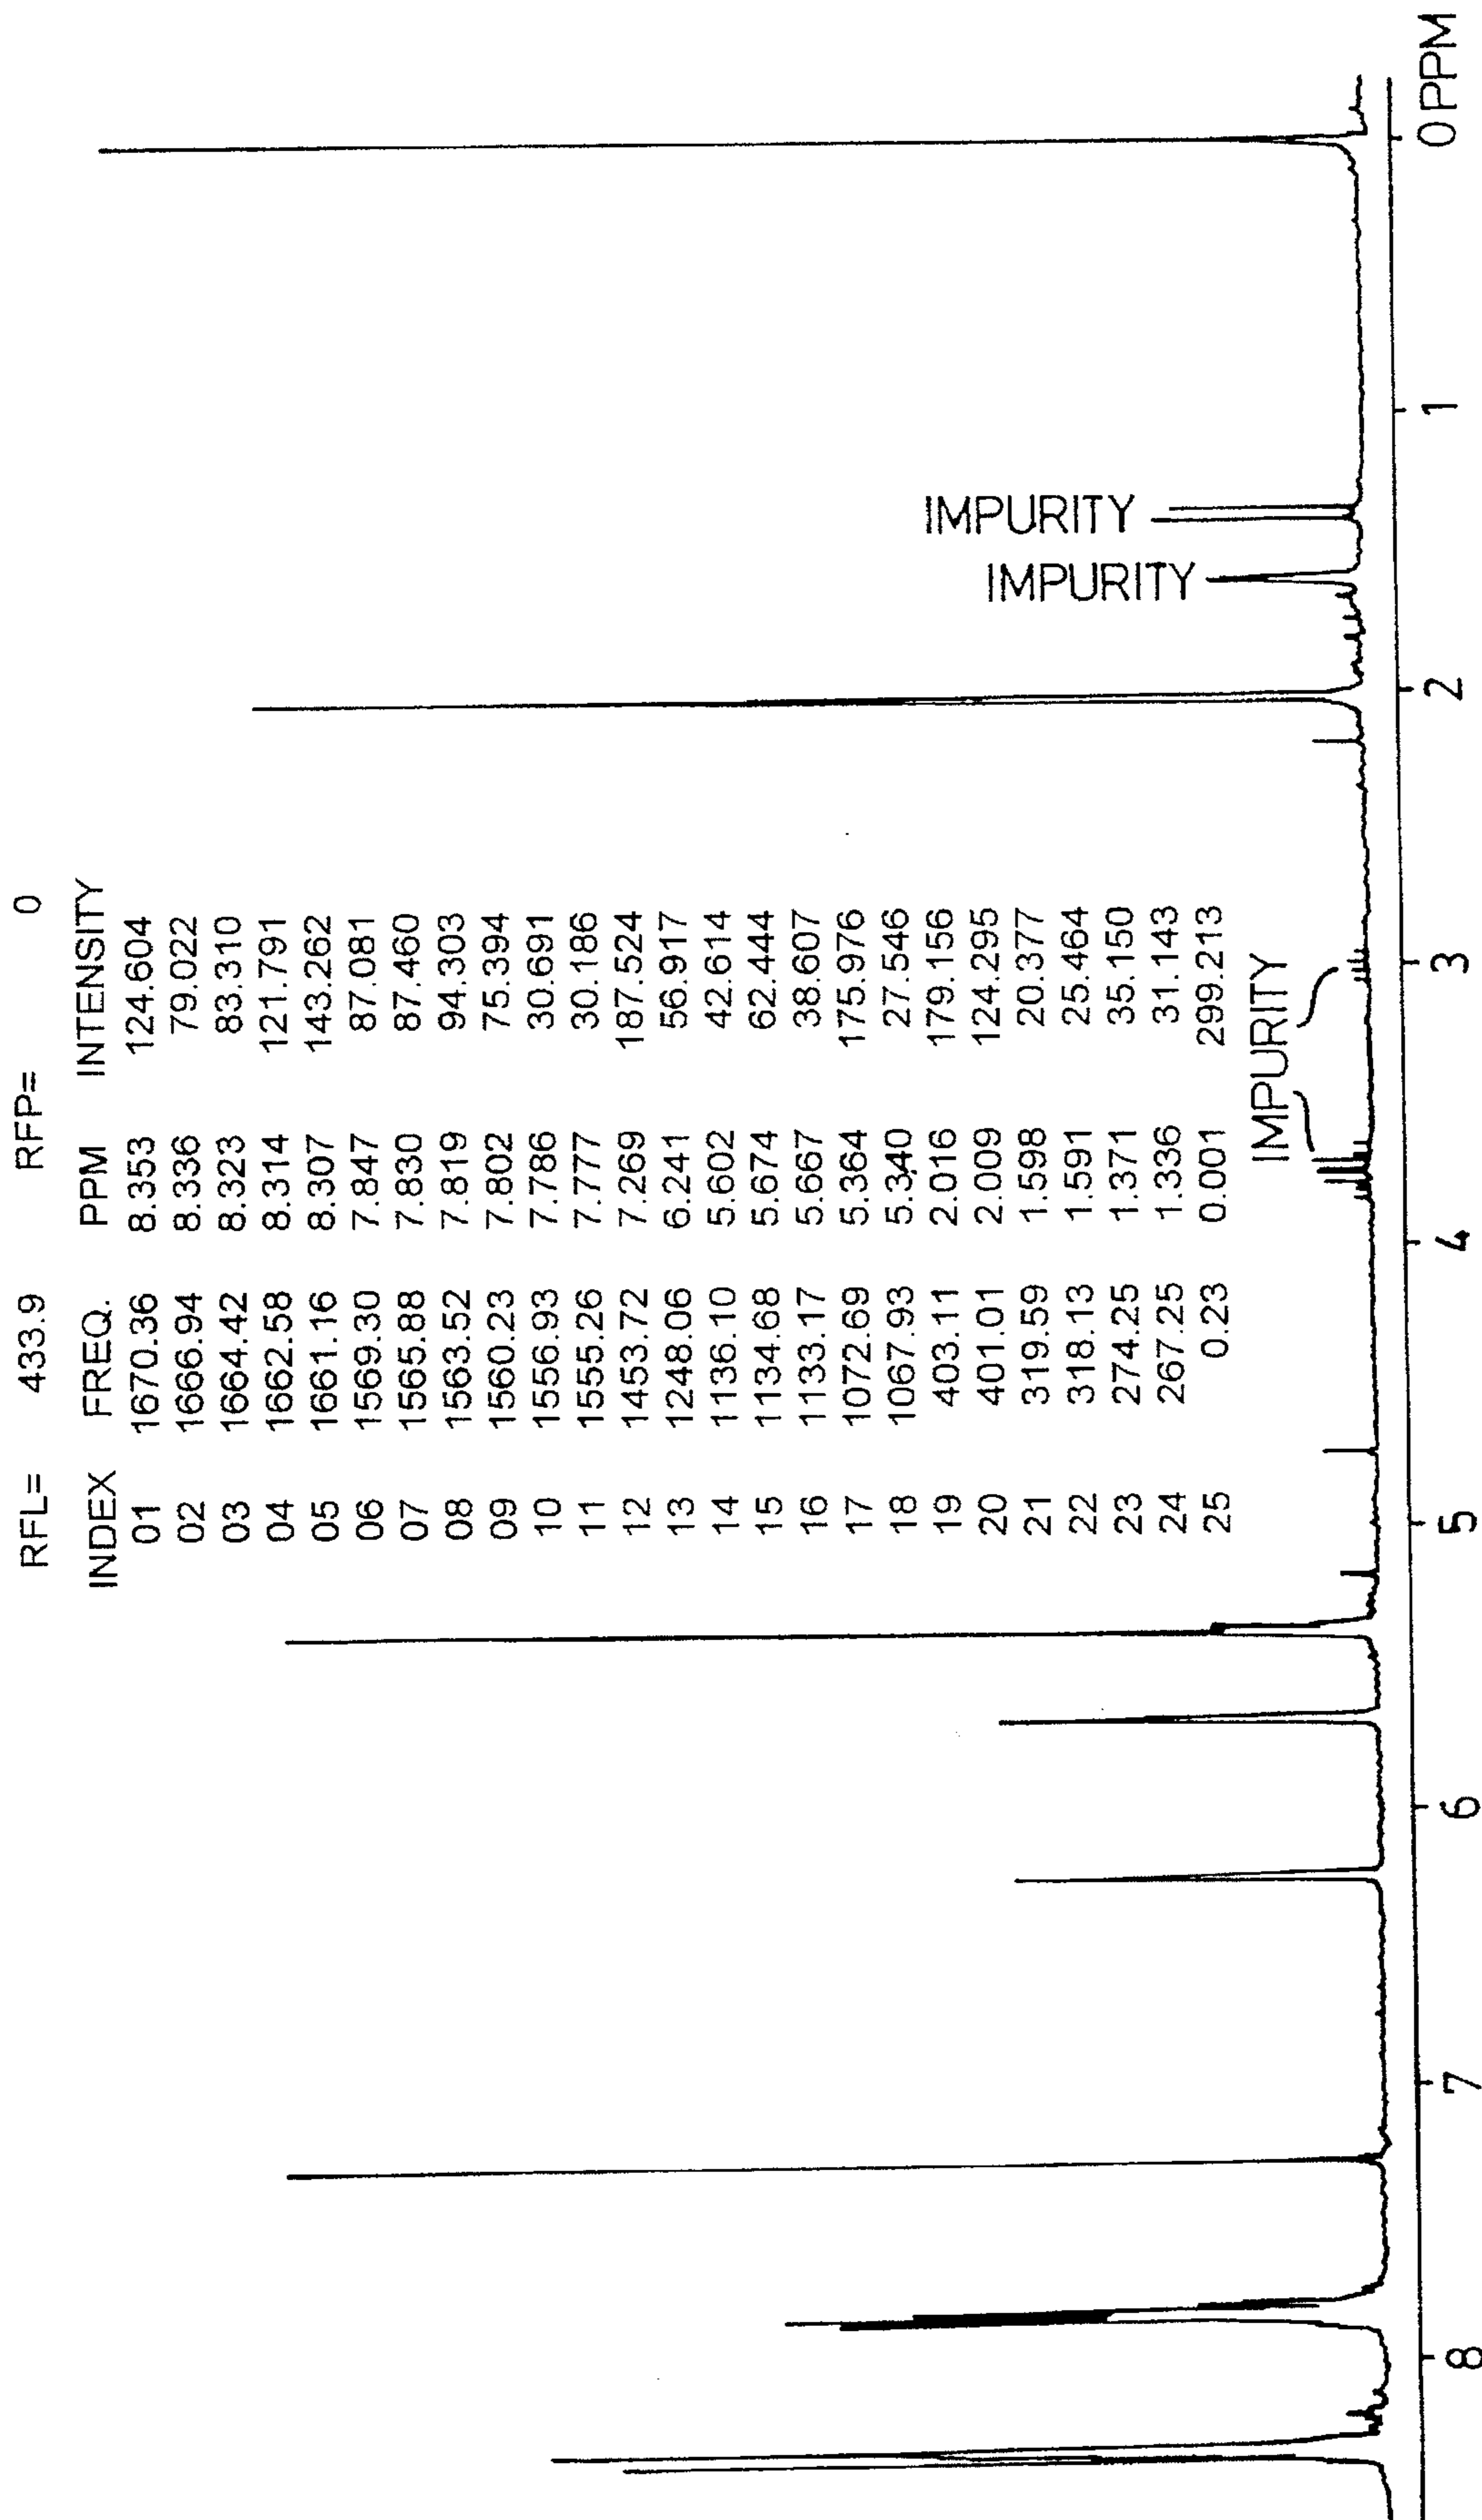 RFL= 433.9 RFP= 0
INDEX FREQ. PPM INTENSITY
01 1670.36 8.353 124.604
02 1666.94 8.336 79.022
03 1664.42 8.323 83.310
04 1662.58 8.314 121.791
05 1661.16 8.307 143.262
06 1569.30 7.847 87.081
07 1565.88 7.830 87.460
08 1563.52 7.819 94.303
09 1560.23 7.802 75.394
10 1556.93 7.786 30.691
11 1555.26 7.777 30.186
12 1453.72 7.269 187.524
13 1248.06 6.241 56.917
14 1136.10 5.602 42.614
15 1134.68 5.674 62.444
16 1133.17 5.667 38.607
17 1072.69 5.364 175.976
18 1067.93 5.340 27.546
19 403.11 2.016 179.156
20 401.01 2.009 124.295
21 319.59 1.598 20.377
22 318.13 1.591 25.464
23 274.25 1.371 35.150
24 267.25 1.336 31.143
25 0.23 0.001 299.213
IMPURITY
IMPURITY
IMPURITY
8 7 6 5 4 3 2 1 0 PPM